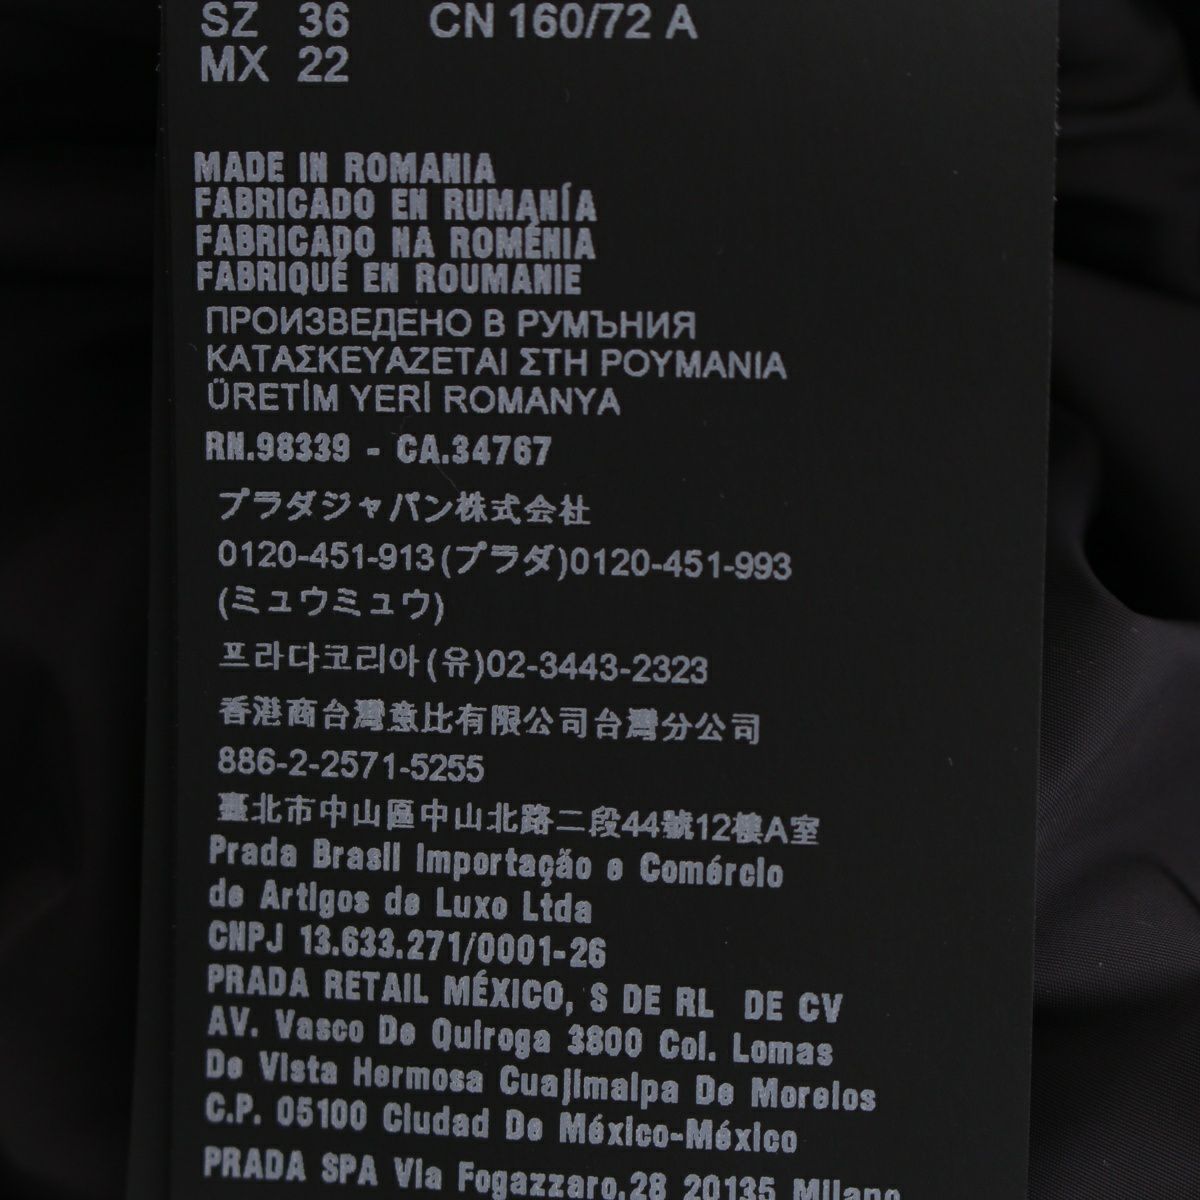 SZ 36 CN 160/72 A
MX 22
MADE IN ROMANIA
FABRICADO EN RUMANÍA
FABRICADO NA ROMÉNIA
FABRIQUÉ EN ROUMANIE
ПРОИЗВЕДЕНО В РУМЪНИЯ
ΚΑΤΑΣΚΕΥΑΖΕΤΑΙ ΣΤΗ ΡΟΥΜΑΝΙΑ
ÜRETİM YERİ ROMANYA
RN.98339 - CA.34767
プラダジャパン株式会社
0120-451-913(プラダ)0120-451-993
(ミュウミュウ)
프라다코리아(유)02-3443-2323
香港商台灣意比有限公司台灣分公司
886-2-2571-5255
臺北市中山區中山北路二段44號12樓A室
Prada Brasil Importação e Comércio
de Artigos de Luxo Ltda
CNPJ 13.633.271/0001-26
PRADA RETAIL MÉXICO, S DE RL DE CV
AV. Vasco De Quiroga 3800 Col. Lomas
De Vista Hermosa Cuajimalpa De Morelos
C.P. 05100 Ciudad De México-México
PRADA SPA Via Fogazzaro,28 20135 Milano